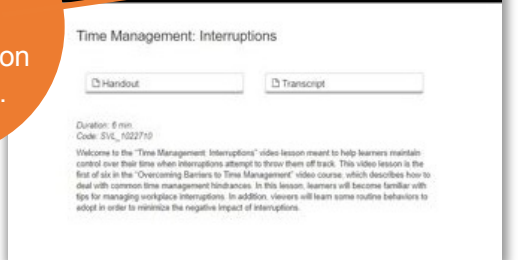 on
.
Time Management: Interruptions
Handout
Transcript
Duration: 6 min.
Code: SVL_1022710
Welcome to the "Time Management: Interruptions" video lesson meant to help learners maintain
control over their time when interruptions attempt to throw them off track. This video lesson is the
first of six in the "Overcoming Barriers to Time Management" video course, which describes how to
deal with common time management hindrances. In this lesson, learners will become familiar with
tips for managing workplace interruptions. In addition, viewers will learn some routine behaviors to
adopt in order to minimize the negative impact of interruptions.